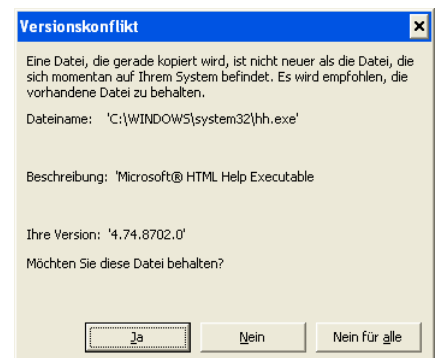 Versionskonflikt
Eine Datei, die gerade kopiert wird, ist nicht neuer als die Datei, die
sich momentan auf Ihrem System befindet. Es wird empfohlen, die
vorhandene Datei zu behalten.
Dateiname: 'C:\WINDOWS\system32\hh.exe'
Beschreibung: 'Microsoft® HTML Help Executable
Ihre Version: '4.74.8702.0'
Möchten Sie diese Datei behalten?
Ja Nein Nein für alle